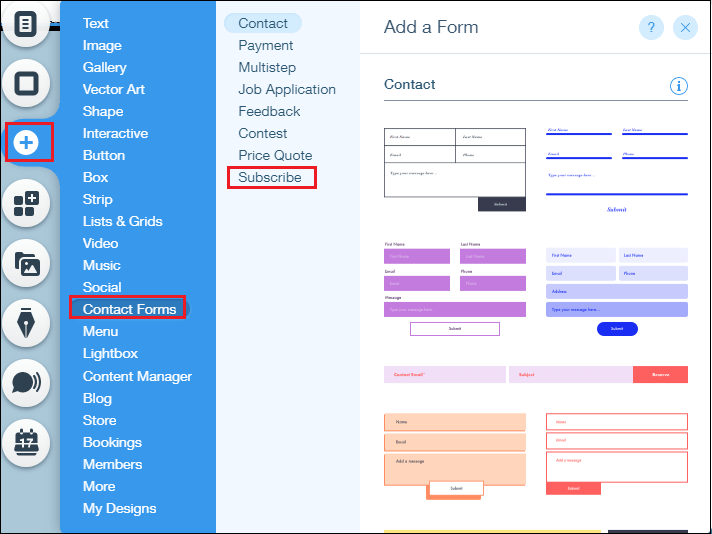 Text
Image
Gallery
Vector Art
Shape
Interactive
Button
Box
Strip
Lists & Grids
Video
Music
Social
Contact Forms
Menu
Lightbox
Content Manager
Blog
Store
Bookings
Members
More
My Designs
17
Contact
Payment
Multistep
Job Application
Feedback
Contest
Price Quote
Subscribe
Add a Form
?
Contact
First Name Last Name
Email Phone
Type your message here...
Submit
First Name Last Name
Email Phone
Type your message here...
Submit
First Name Last Name
First Name Last Name
Email Phone
Email Phone
Message
Type your message here...
Submit
First Name Last Name
Email Phone
Address
Type your message here...
Submit
Contact Email* Subject Reserve
Name
Email
Add a message
Submit
Name
Email
Add a message
Submit